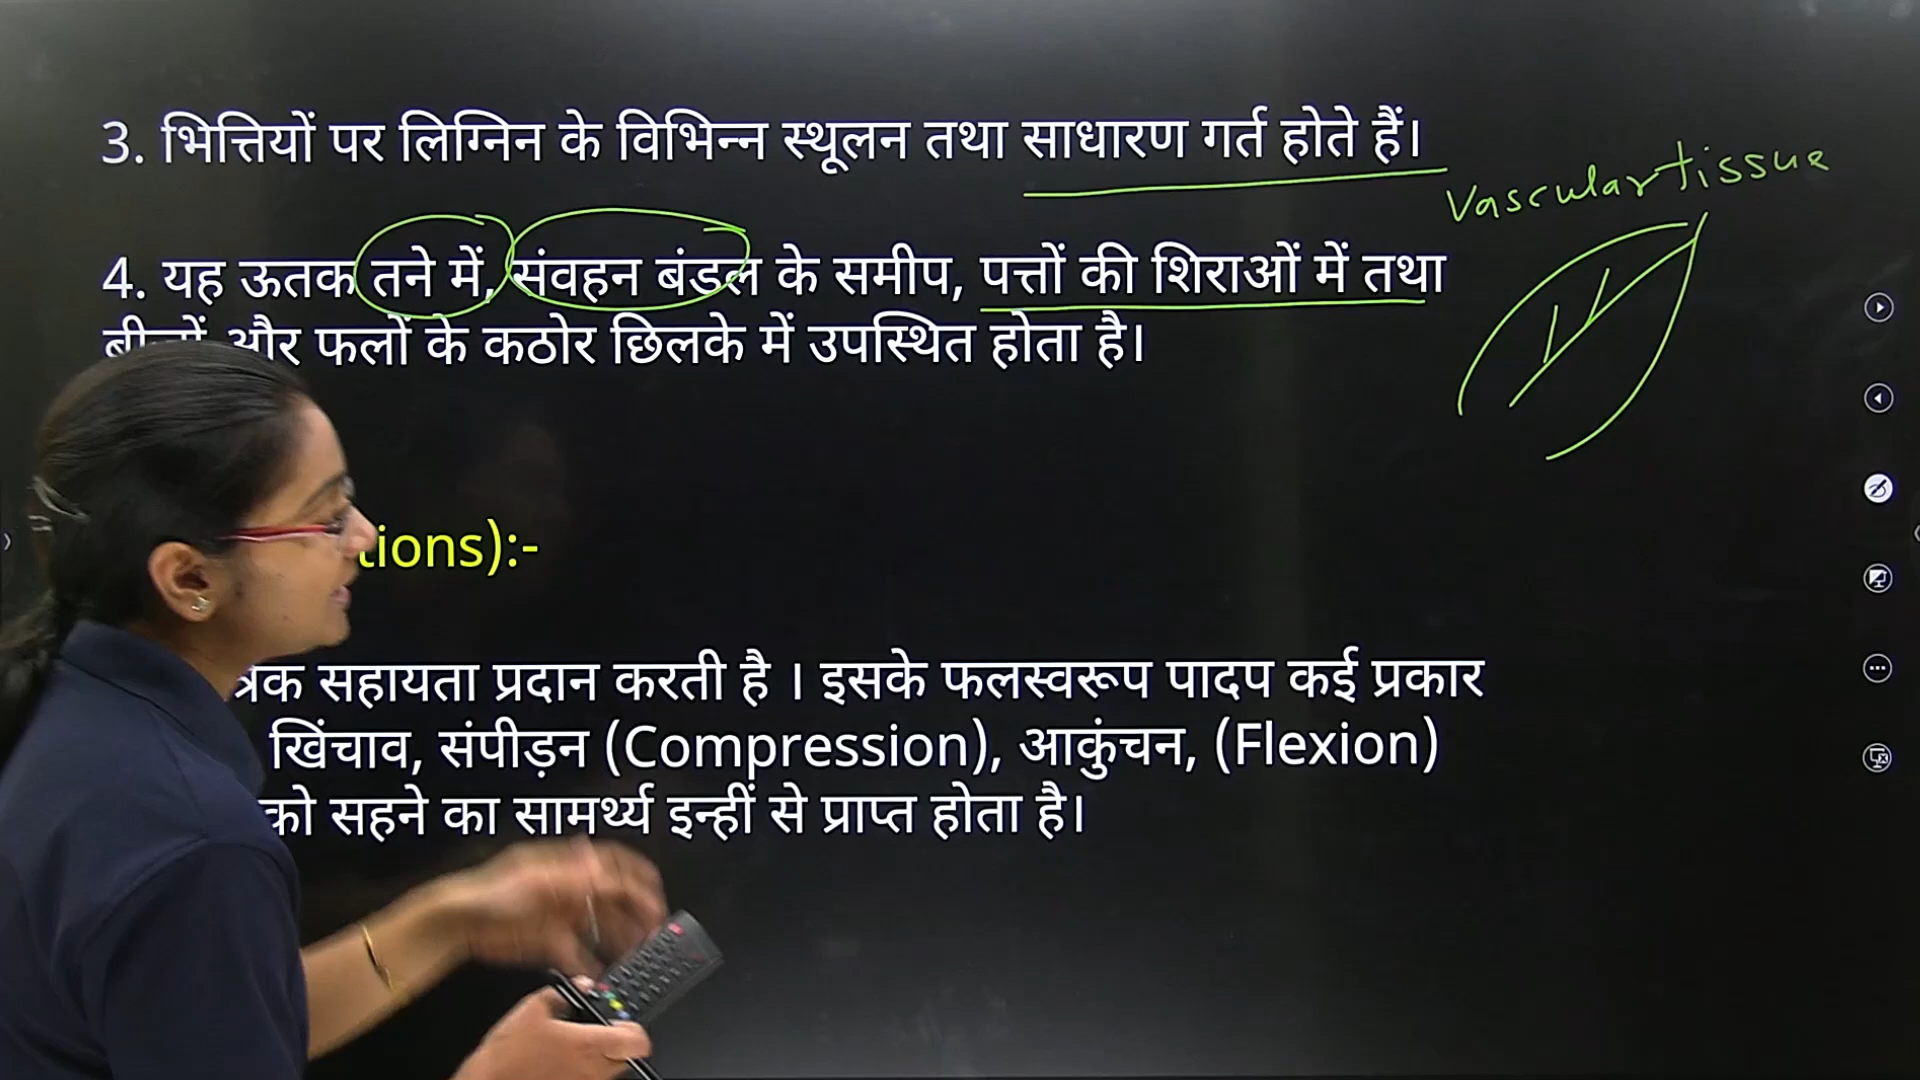 3. भित्तियों पर लिग्निन के विभिन्न स्थूलन तथा साधारण गर्त होते हैं।
Vascular tissue
4. यह ऊतक तने में, संवहन बंडल के समीप, पत्तों की शिराओं में तथा
और फलों के कठोर छिलके में उपस्थित होता है।
tions):-
त्रक सहायता प्रदान करती है । इसके फलस्वरूप पादप कई प्रकार
खिंचाव, संपीड़न (Compression), आकुंचन, (Flexion)
को सहने का सामर्थ्य इन्हीं से प्राप्त होता है।